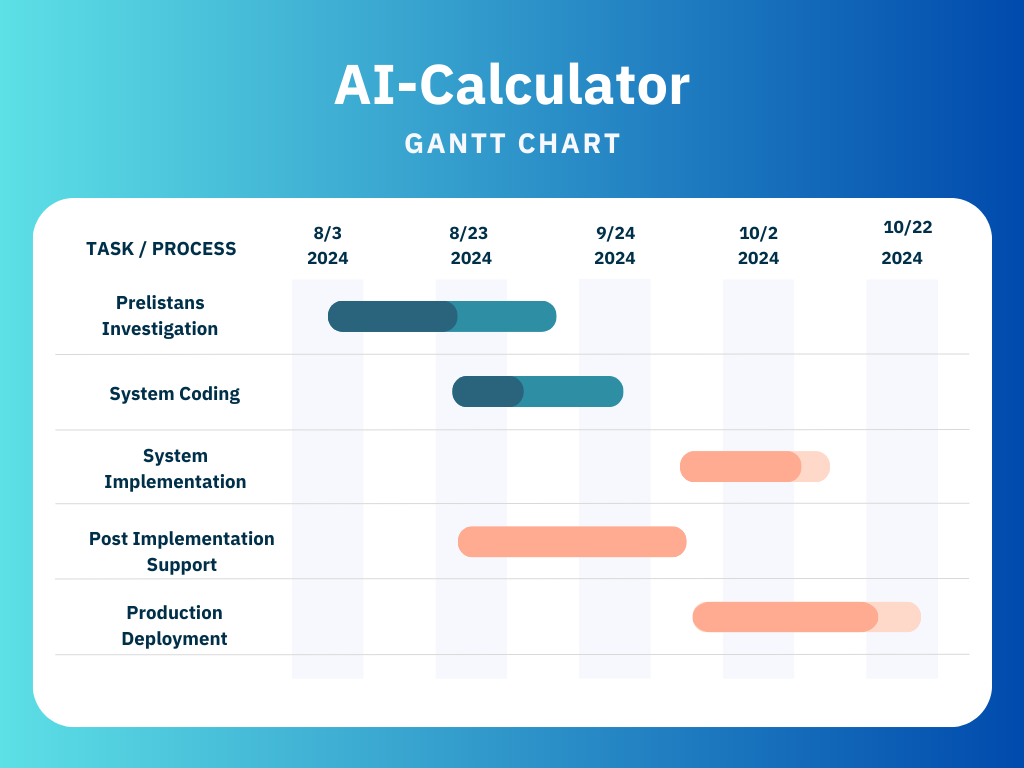 AI-Calculator
GANTT CHART
TASK / PROCESS
8/3
2024
8/23
2024
9/24
2024
10/2
2024
10/22
2024
Prelistans
Investigation
System Coding
System
Implementation
Post Implementation
Support
Production
Deployment